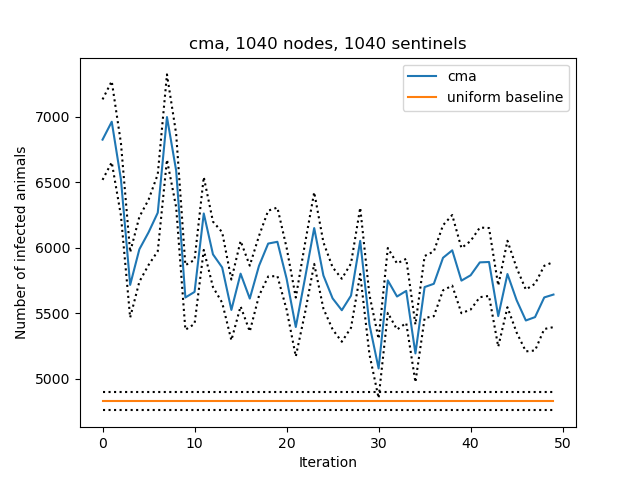 cma, 1040 nodes, 1040 sentinels
cma
uniform baseline
Number of infected animals
7000
6500
6000
5500
5000
0 10 20 30 40 50
Iteration